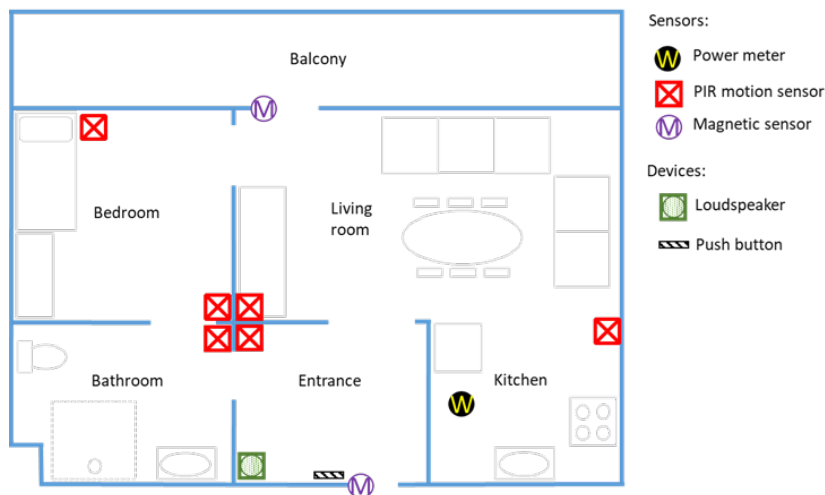 Sensors:
Power meter
PIR motion sensor
Magnetic sensor
Devices:
Loudspeaker
Push button
Balcony
M
Bedroom
Living
room
Bathroom
Entrance
Kitchen
W
M
W
M